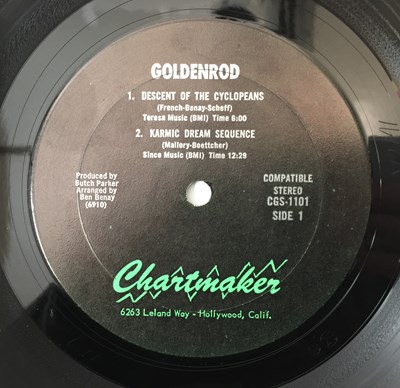 GOLDENROD
1. DESCENT OF THE CYCLOPEANS
(French-Benay-Scheff)
Teresa Music (BMI) Time 6:00
2. KARMIC DREAM SEQUENCE
(Mallory-Boettcher)
Since Music (BMI) Time 12:29
Produced by
Butch Parker
Arranged by
Ben Benay
(6910)
COMPATIBLE
STEREO
CGS-1101
SIDE 1
Chartmaker
6263 Leland Way - Hollywood, Calif.